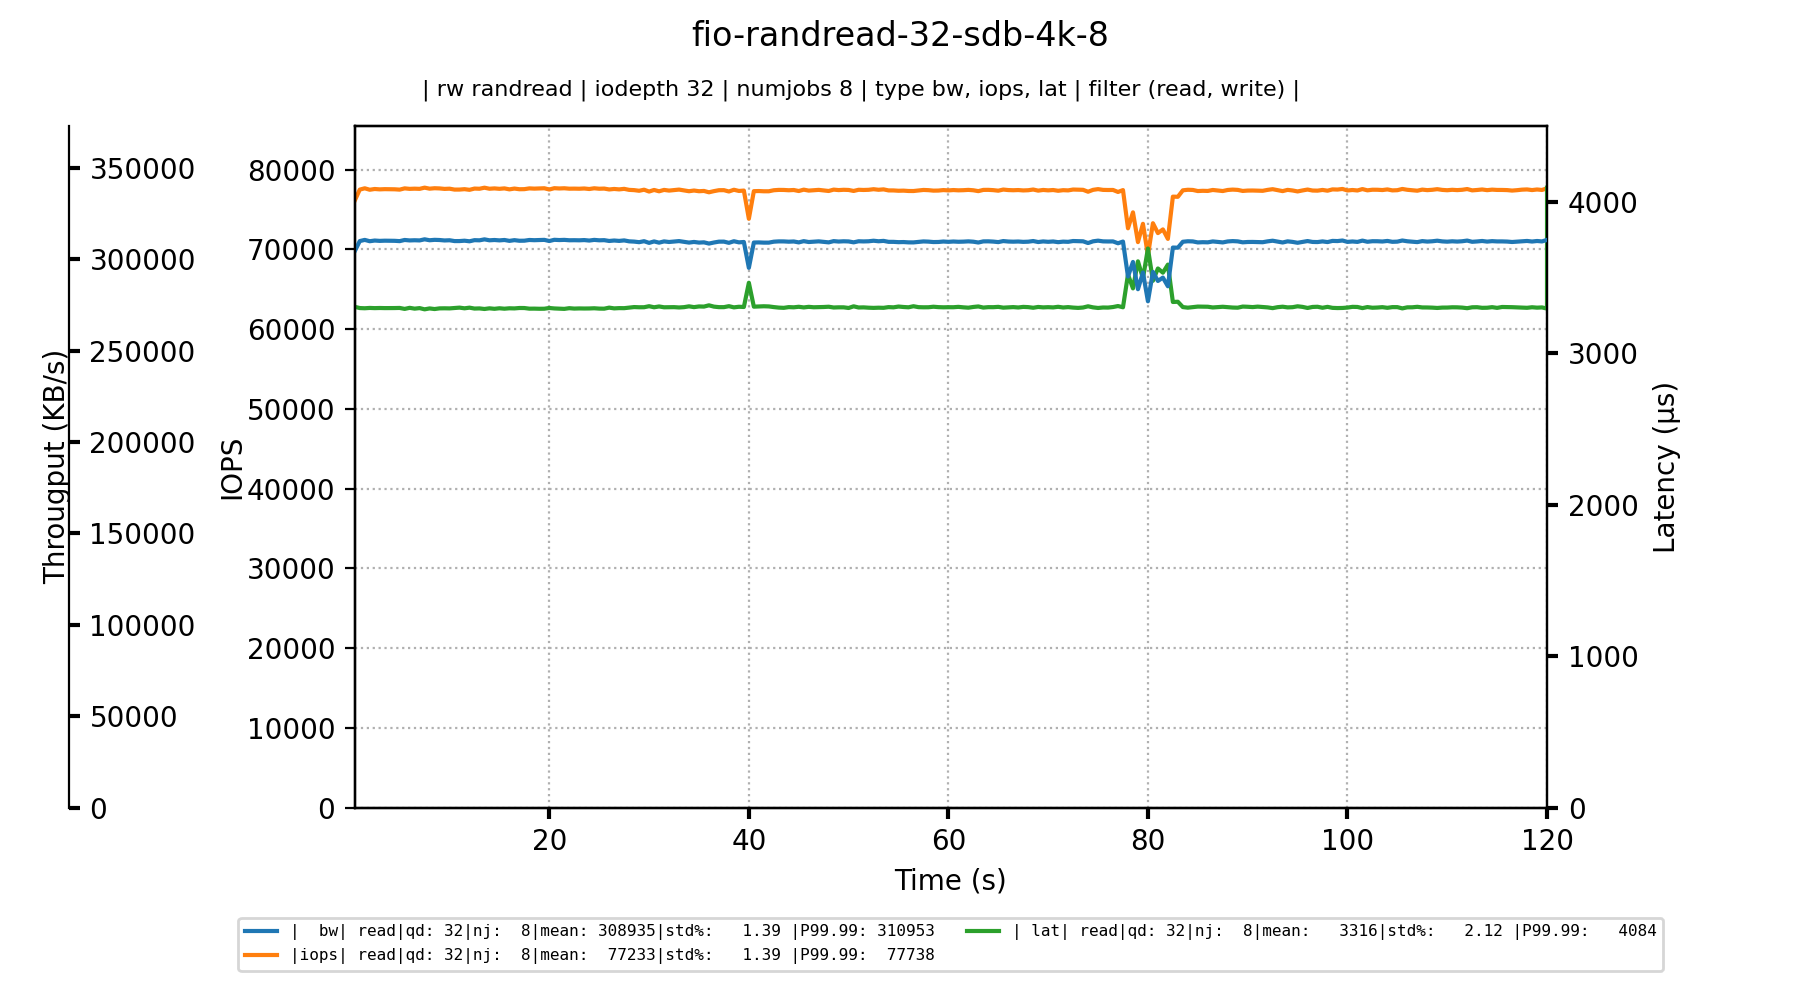 fio-randread-32-sdb-4k-8
| rw randread | iodepth 32 | numjobs 8 | type bw, iops, lat | filter (read, write) |
Througput (KB/s)
350000
300000
250000
200000
150000
100000
50000
0
IOPS
80000
70000
60000
50000
40000
30000
20000
10000
0
4000
3000
2000
1000
0
Latency (µs)
20 40 60 80 100 120
Time (s)
|  bw| read|qd: 32|nj:  8|mean: 308935|std%:   1.39 |P99.99: 310953
|iops| read|qd: 32|nj:  8|mean:  77233|std%:   1.39 |P99.99:  77738
| lat| read|qd: 32|nj:  8|mean:   3316|std%:   2.12 |P99.99:   4084